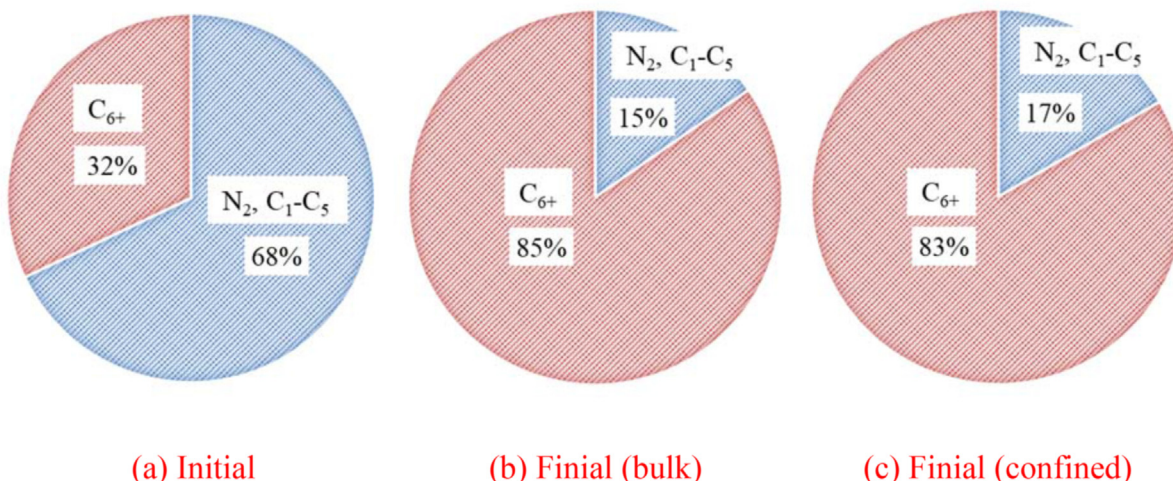 C₆₊
32%
N₂, C₁-C₅
68%
(a) Initial
N₂, C₁-C₅
15%
C₆₊
85%
(b) Finial (bulk)
N₂, C₁-C₅
17%
C₆₊
83%
(c) Finial (confined)